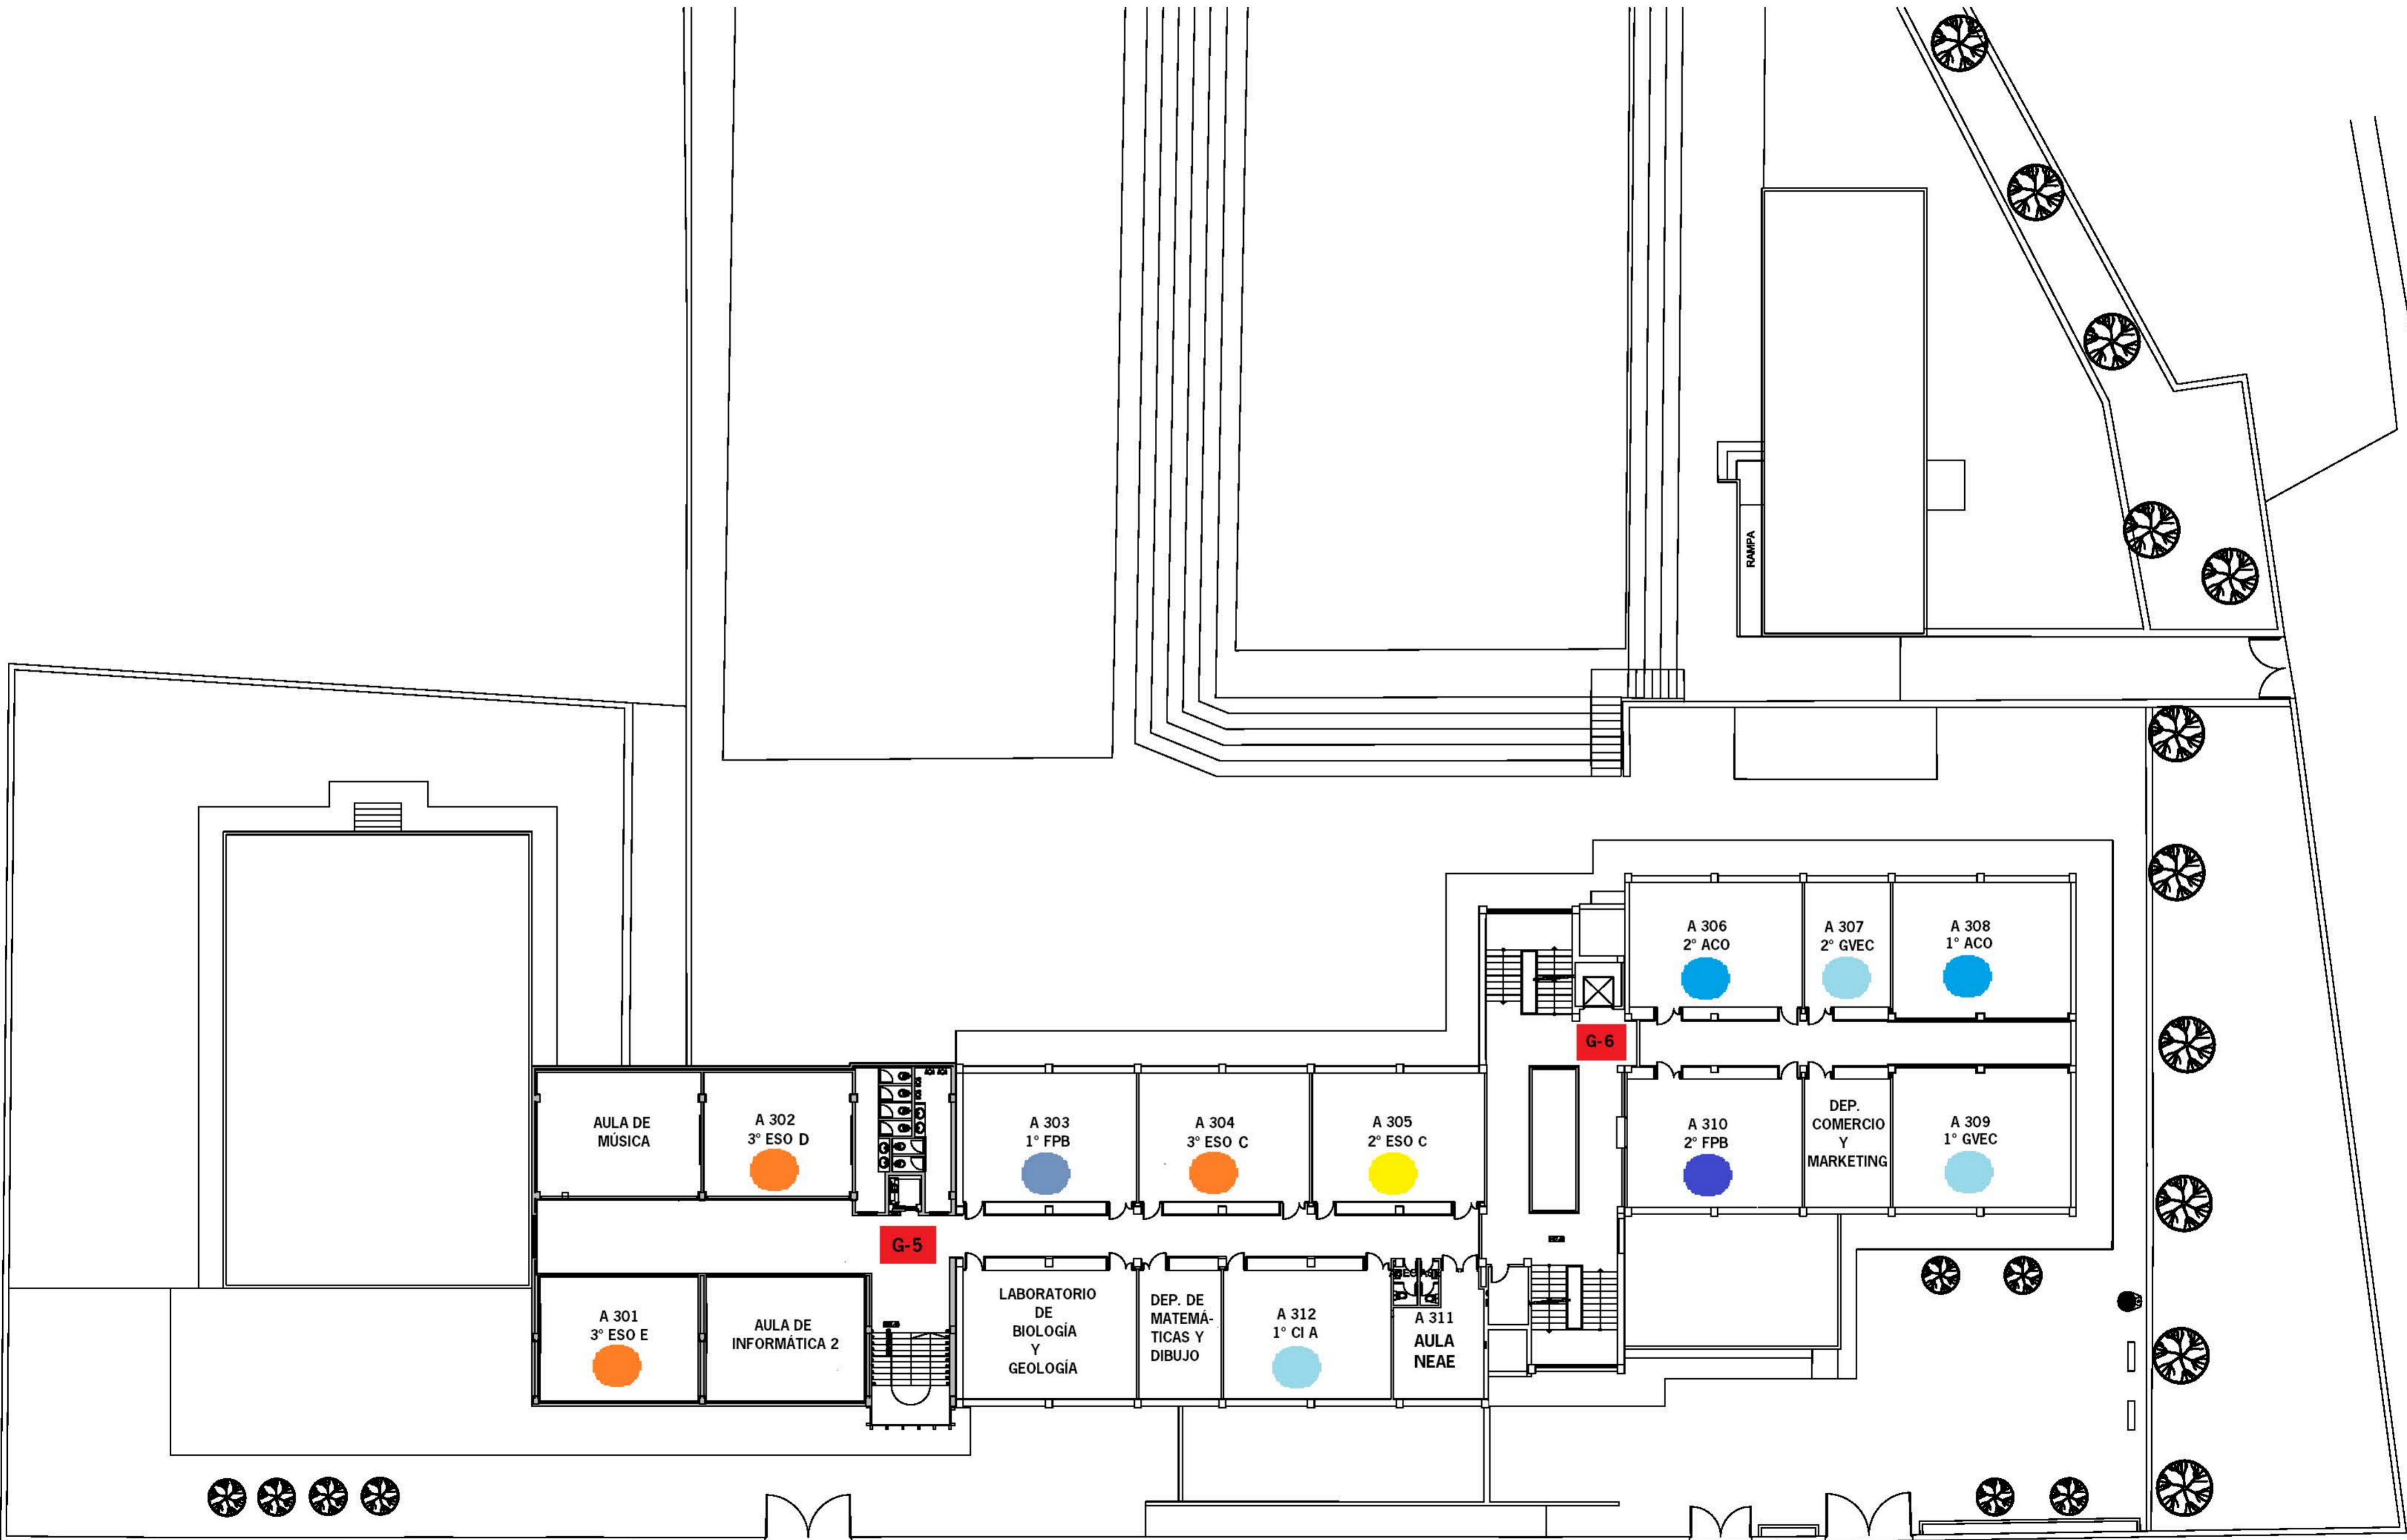 RAMPA
A 306
2° ACO
A 307
2° GVEC
A 308
1° ACO
G-6
AULA DE
MÚSICA
A 302
3° ESO D
A 303
1° FPB
A 304
3° ESO C
A 305
2° ESO C
A 310
2° FPB
DEP.
COMERCIO
Y
MARKETING
A 309
1° GVEC
G-5
A 301
3° ESO E
AULA DE
INFORMÁTICA 2
LABORATORIO
DE
BIOLOGÍA
Y
GEOLOGÍA
DEP. DE
MATEMÁ-
TICAS Y
DIBUJO
A 312
1° CI A
A 311
AULA
NEAE